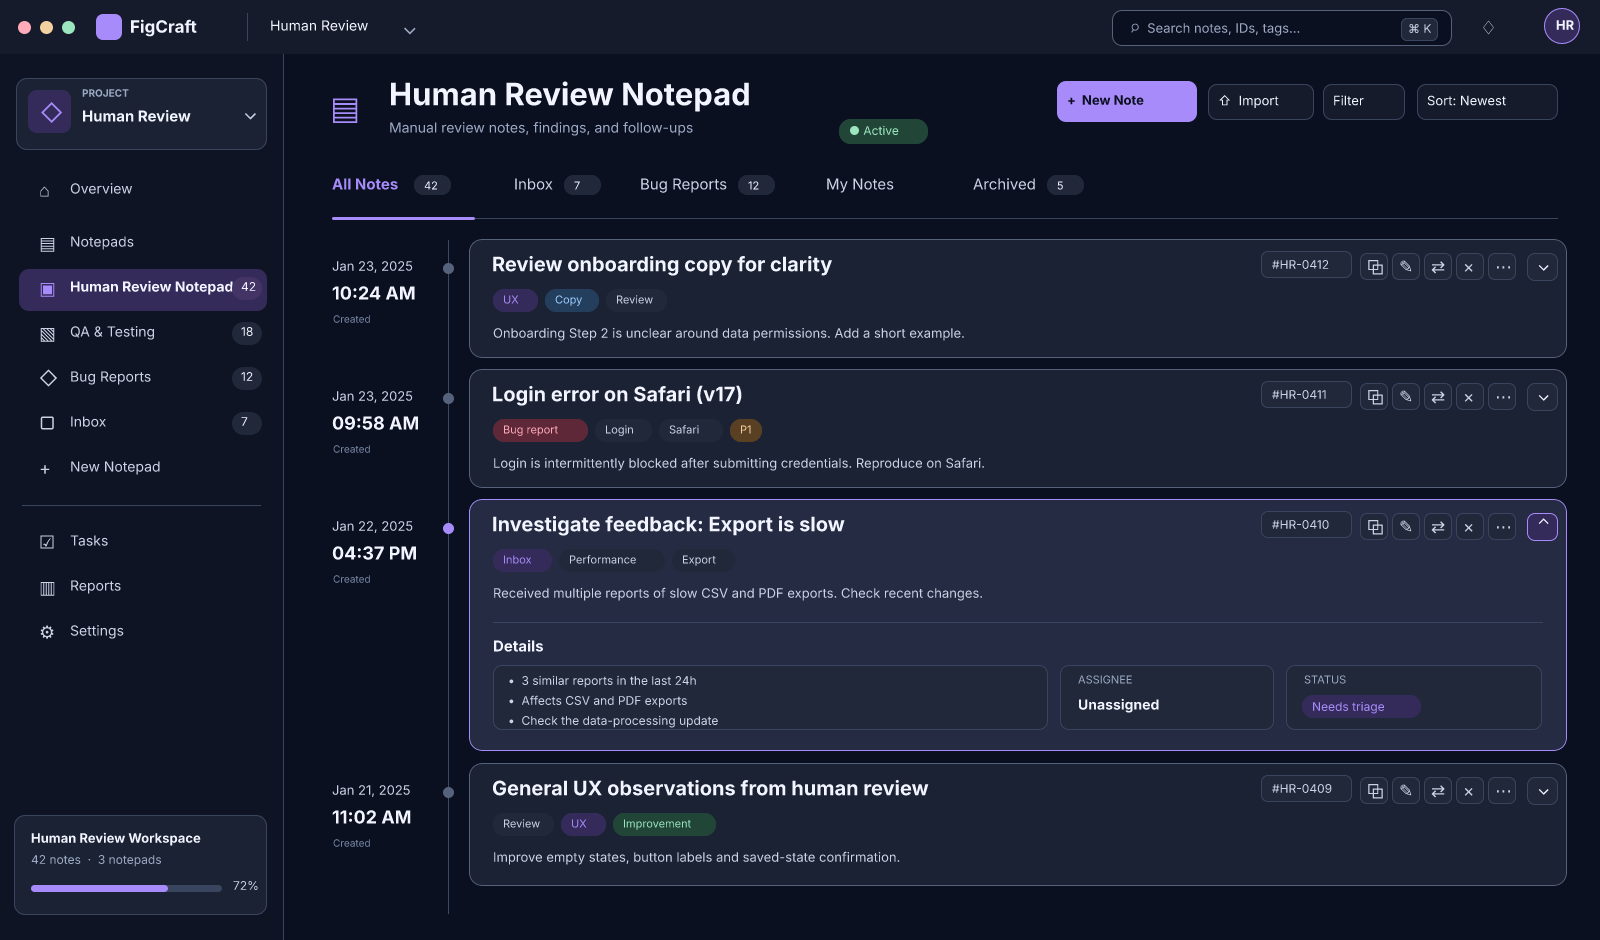 FigCraft
Human Review
Search notes, IDs, tags...
⌘ K
HR
PROJECT
Human Review
Overview
Notepads
Human Review Notepad 42
QA & Testing 18
Bug Reports 12
Inbox 7
+ New Notepad
Tasks
Reports
Settings
Human Review Workspace
42 notes · 3 notepads
72%
Human Review Notepad
Manual review notes, findings, and follow-ups
Active
+ New Note
Import
Filter
Sort: Newest
All Notes 42
Inbox 7
Bug Reports 12
My Notes
Archived 5
Jan 23, 2025
10:24 AM
Created
Review onboarding copy for clarity
#HR-0412
UX Copy Review
Onboarding Step 2 is unclear around data permissions. Add a short example.
Jan 23, 2025
09:58 AM
Created
Login error on Safari (v17)
#HR-0411
Bug report Login Safari P1
Login is intermittently blocked after submitting credentials. Reproduce on Safari.
Jan 22, 2025
04:37 PM
Created
Investigate feedback: Export is slow
#HR-0410
Inbox Performance Export
Received multiple reports of slow CSV and PDF exports. Check recent changes.
Details
• 3 similar reports in the last 24h
• Affects CSV and PDF exports
• Check the data-processing update
ASSIGNEE
Unassigned
STATUS
Needs triage
Jan 21, 2025
11:02 AM
Created
General UX observations from human review
#HR-0409
Review UX Improvement
Improve empty states, button labels and saved-state confirmation.